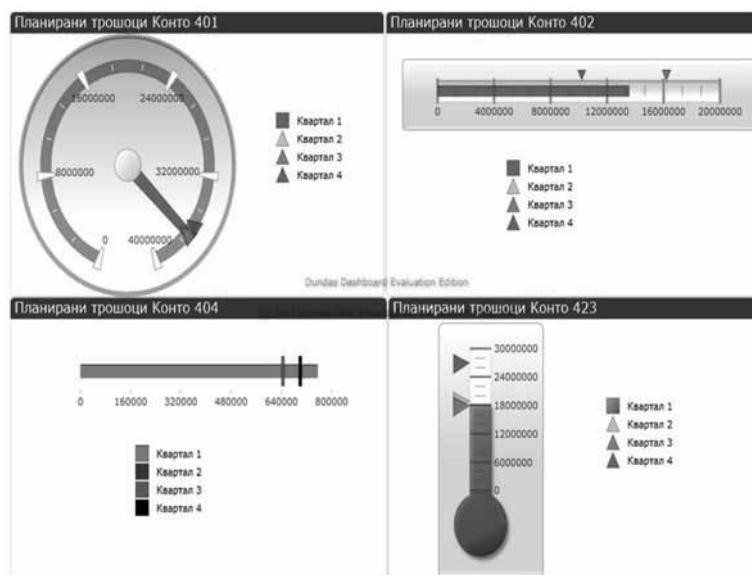 Планирани трошоци Конто 401
16000000 24000000
8000000 32000000
0 40000000
Квартал 1
Квартал 2
Квартал 3
Квартал 4
Планирани трошоци Конто 402
0 4000000 8000000 12000000 16000000 20000000
Квартал 1
Квартал 2
Квартал 3
Квартал 4
Dundas Dashboard Evaluation Edition
Планирани трошоци Конто 404
0 160000 320000 480000 640000 800000
Квартал 1
Квартал 2
Квартал 3
Квартал 4
Планирани трошоци Конто 423
30000000
24000000
18000000
12000000
6000000
0
Квартал 1
Квартал 2
Квартал 3
Квартал 4